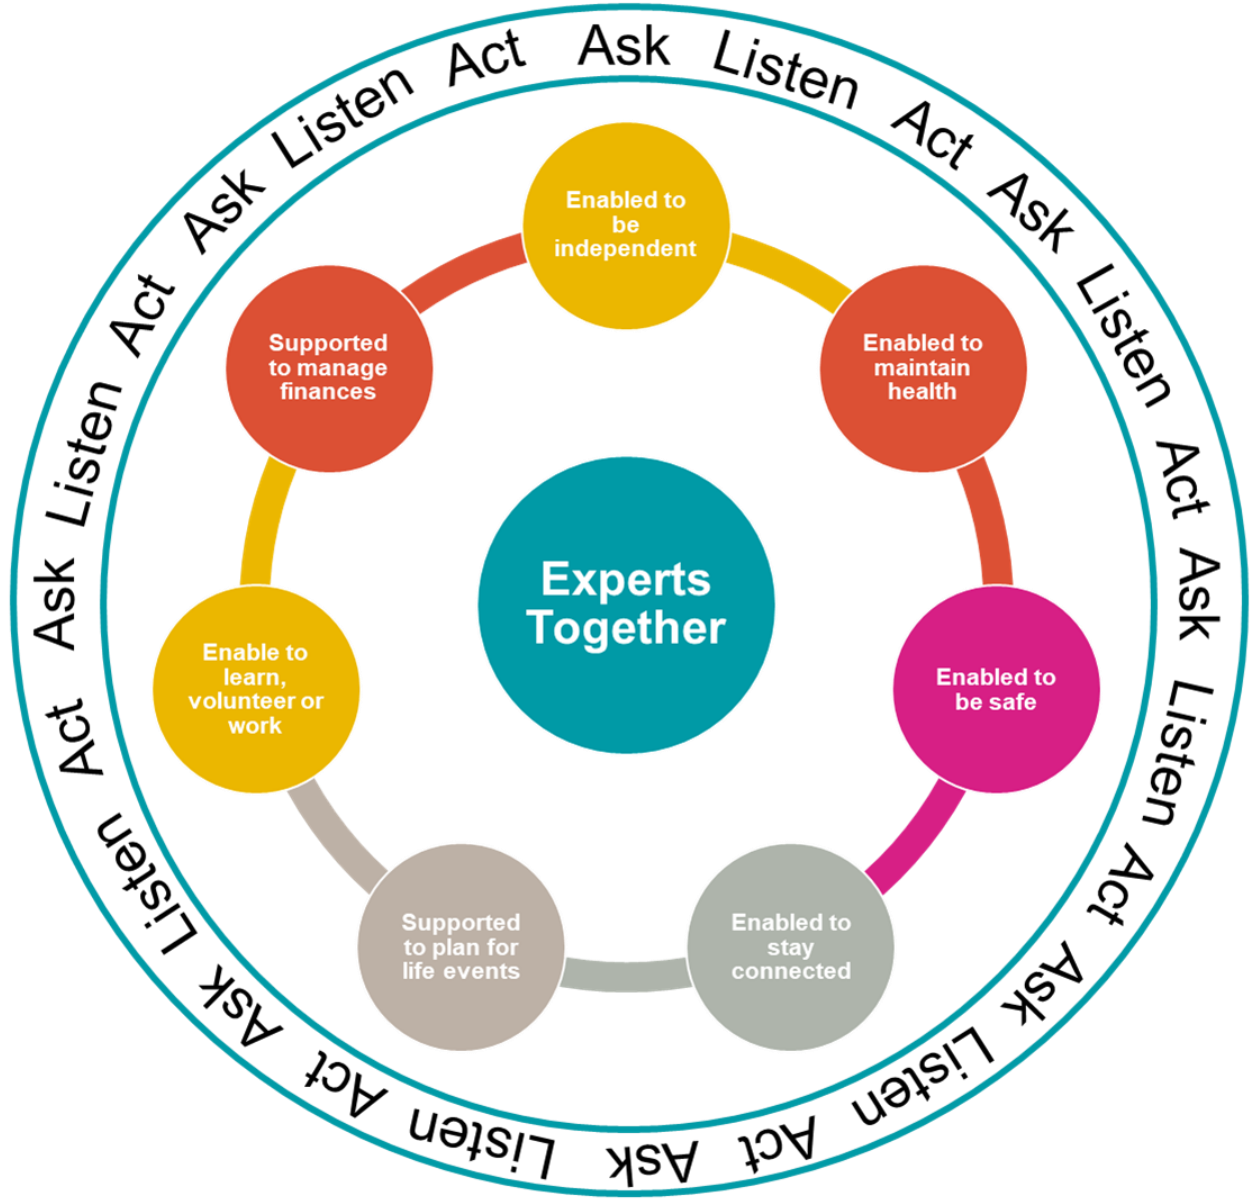 Ask Listen Act Ask Listen Act Ask Listen Act Ask Listen Act Ask Listen Act Ask Listen Act Ask Listen Act Ask Listen Act
Enabled to
be
independent
Enabled to
maintain
health
Enabled to
be safe
Enabled to
stay
connected
Supported
to plan for
life events
Enable to
learn,
volunteer or
work
Supported
to manage
finances
Experts
Together